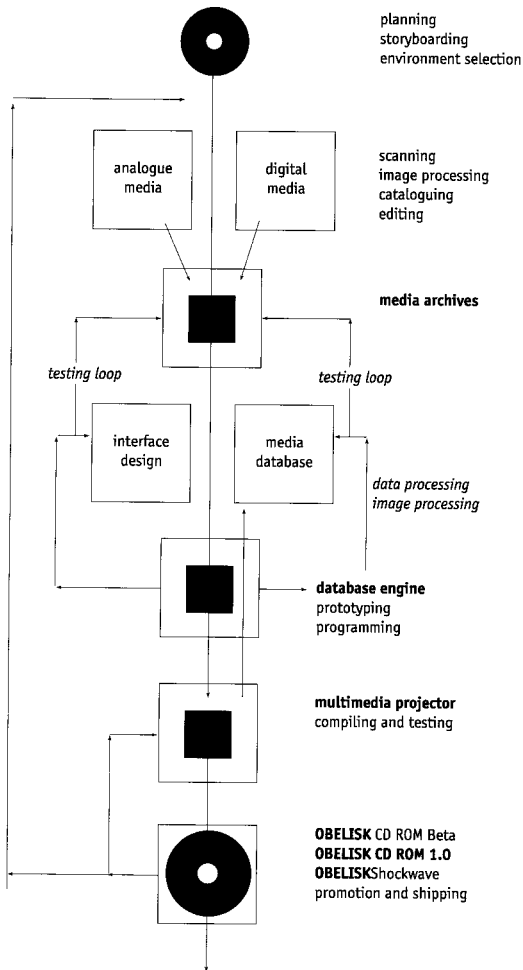 planning
storyboarding
environment selection
analogue
media
digital
media
scanning
image processing
cataloguing
editing
media archives
testing loop
testing loop
interface
design
media
database
data processing
image processing
database engine
prototyping
programming
multimedia projector
compiling and testing
OBELISK CD ROM Beta
OBELISK CD ROM 1.0
OBELISKShockwave
promotion and shipping